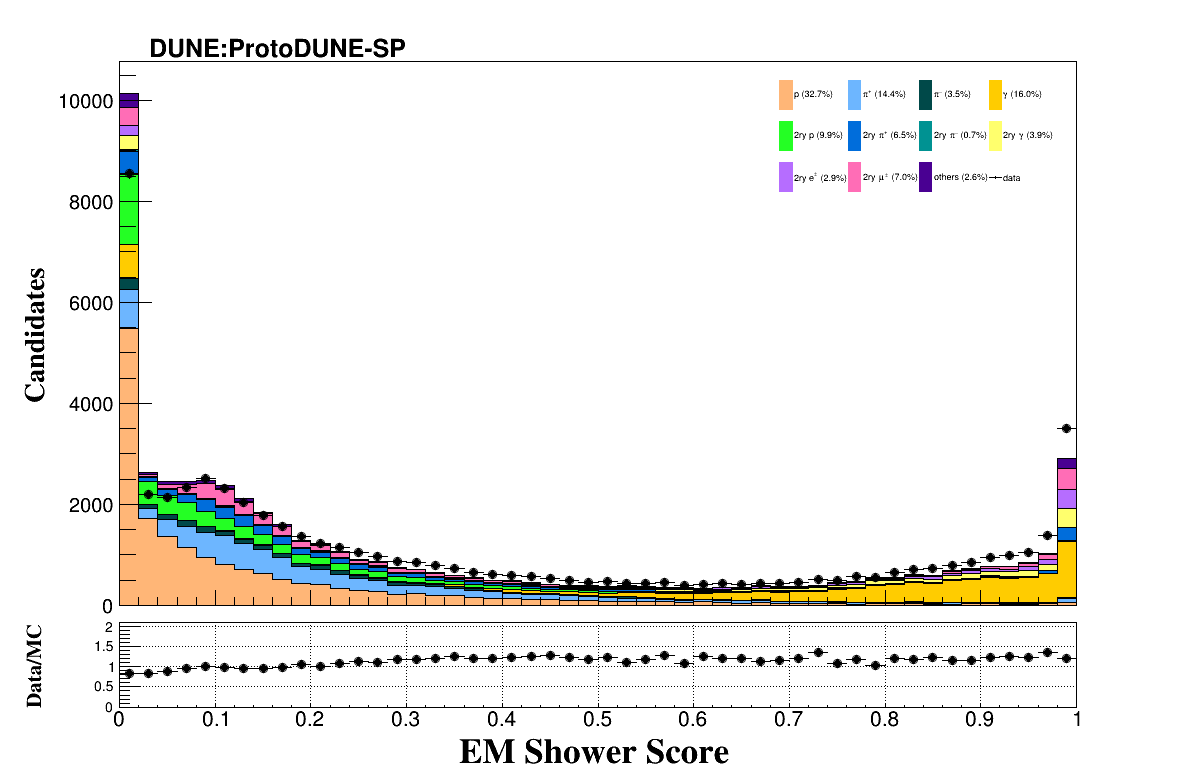 DUNE:ProtoDUNE-SP
p (32.7%) π⁺ (14.4%) π⁻ (3.5%) γ (16.0%)
2ry p (9.9%) 2ry π⁺ (6.5%) 2ry π⁻ (0.7%) 2ry γ (3.9%)
2ry e± (2.9%) 2ry μ± (7.0%) others (2.6%) data
Candidates
10000
8000
6000
4000
2000
0
Data/MC
2
1.5
1
0.5
0
0 0.1 0.2 0.3 0.4 0.5 0.6 0.7 0.8 0.9 1
EM Shower Score